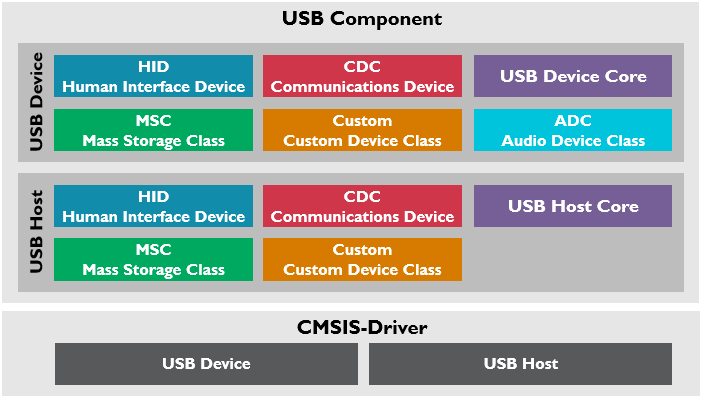 USB Component
USB Device
HID
Human Interface Device
CDC
Communications Device
USB Device Core
MSC
Mass Storage Class
Custom
Custom Device Class
ADC
Audio Device Class
USB Host
HID
Human Interface Device
CDC
Communications Device
USB Host Core
MSC
Mass Storage Class
Custom
Custom Device Class
CMSIS-Driver
USB Device
USB Host